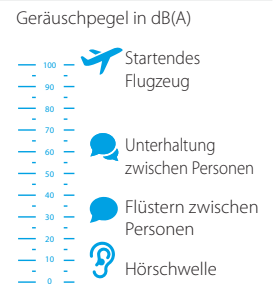 Geräuschpegel in dB(A)
100
Startendes
Flugzeug
90
80
70
60
Unterhaltung
zwischen Personen
50
40
30
Flüstern zwischen
Personen
20
10
Hörschwelle
0